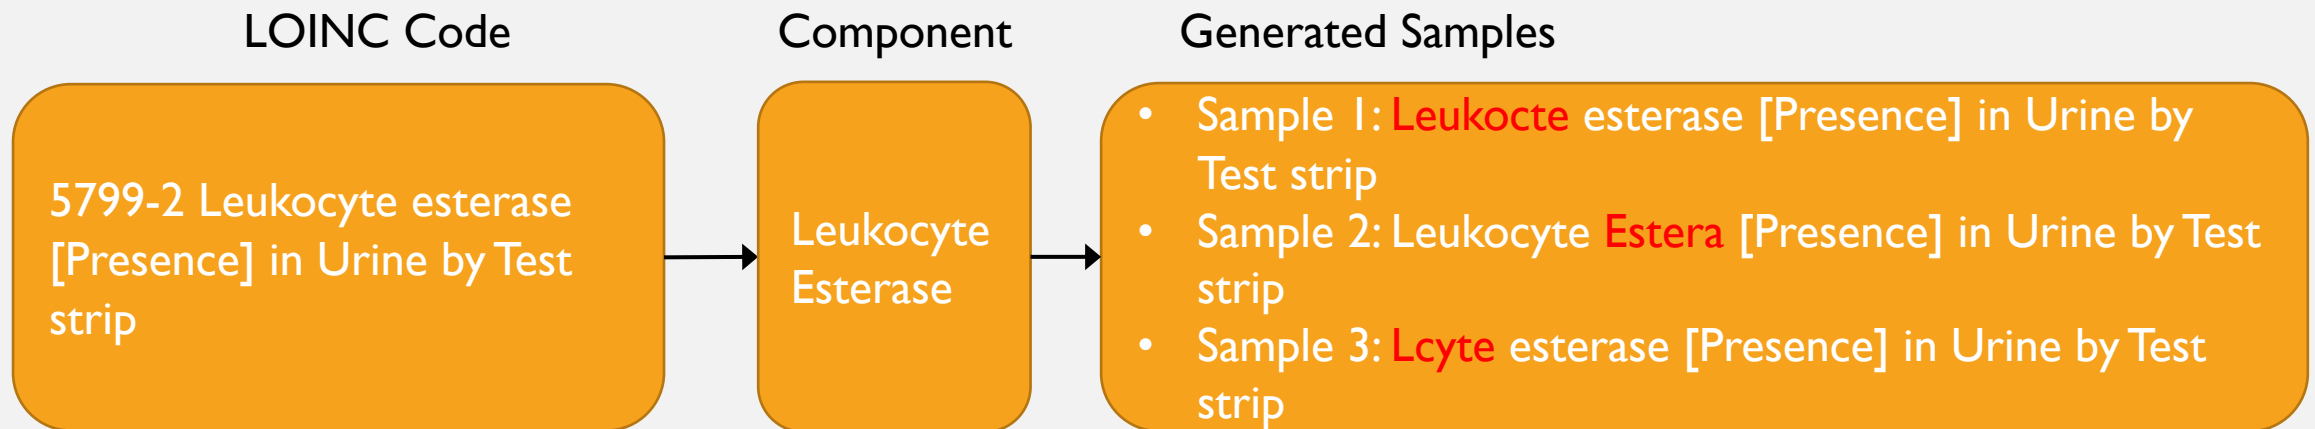 LOINC Code
Component
Generated Samples
5799-2 Leukocyte esterase
[Presence] in Urine by Test
strip
Leukocyte
Esterase
• Sample 1: Leukocte esterase [Presence] in Urine by
Test strip
• Sample 2: Leukocyte Estera [Presence] in Urine by Test
strip
• Sample 3: Lcyte esterase [Presence] in Urine by Test
strip